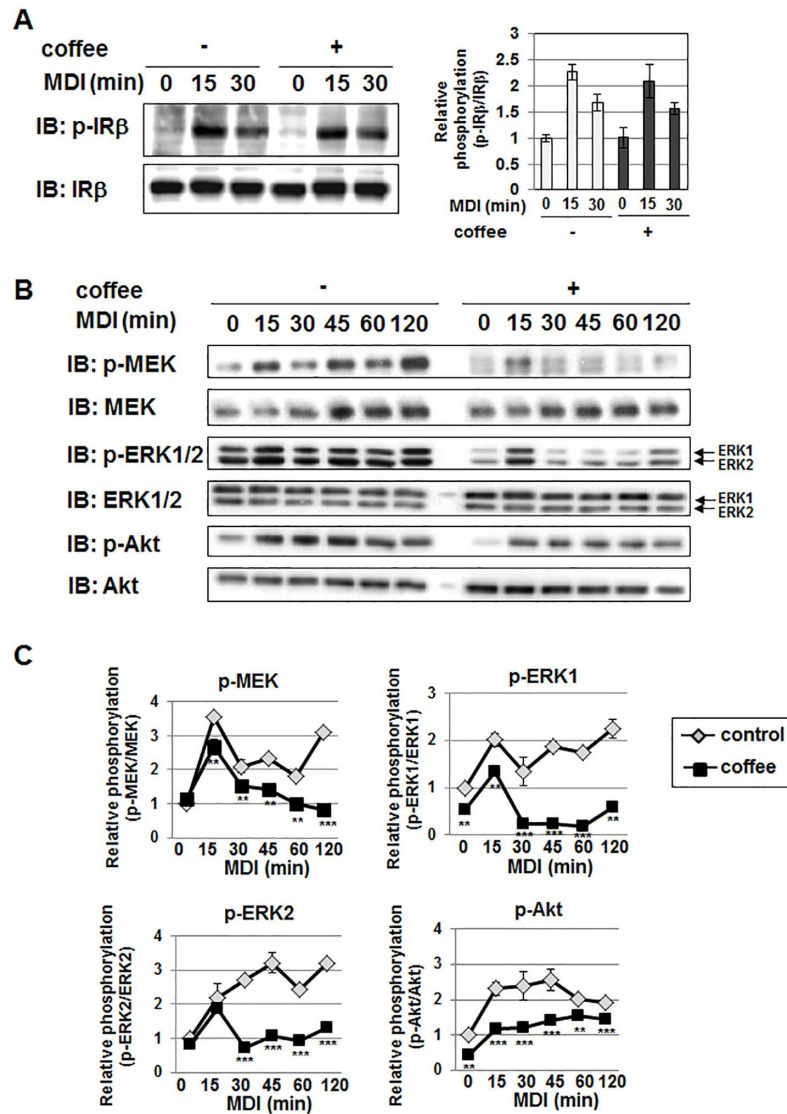 A
coffee - +
MDI (min) 0 15 30 0 15 30
IB: p-IRβ
IB: IRβ
Relative phosphorylation (p-IRβ/IRβ)
3
2.5
2
1.5
1
0.5
0
MDI (min) 0 15 30 0 15 30
coffee - +
B
coffee - +
MDI (min) 0 15 30 45 60 120 0 15 30 45 60 120
IB: p-MEK
IB: MEK
IB: p-ERK1/2 ERK1
ERK2
IB: ERK1/2 ERK1
ERK2
IB: p-Akt
IB: Akt
C
p-MEK
Relative phosphorylation
(p-MEK/MEK)
4
3
2
1
0
** ** ** ** ***
0 15 30 45 60 120
MDI (min)
p-ERK1
Relative phosphorylation
(p-ERK1/ERK1)
3
2
1
0
** ** *** *** *** **
0 15 30 45 60 120
MDI (min)
control
coffee
p-ERK2
Relative phosphorylation
(p-ERK2/ERK2)
4
3
2
1
0
*** *** *** ***
0 15 30 45 60 120
MDI (min)
p-Akt
Relative phosphorylation
(p-Akt/Akt)
4
3
2
1
0
** *** *** *** ** ***
0 15 30 45 60 120
MDI (min)